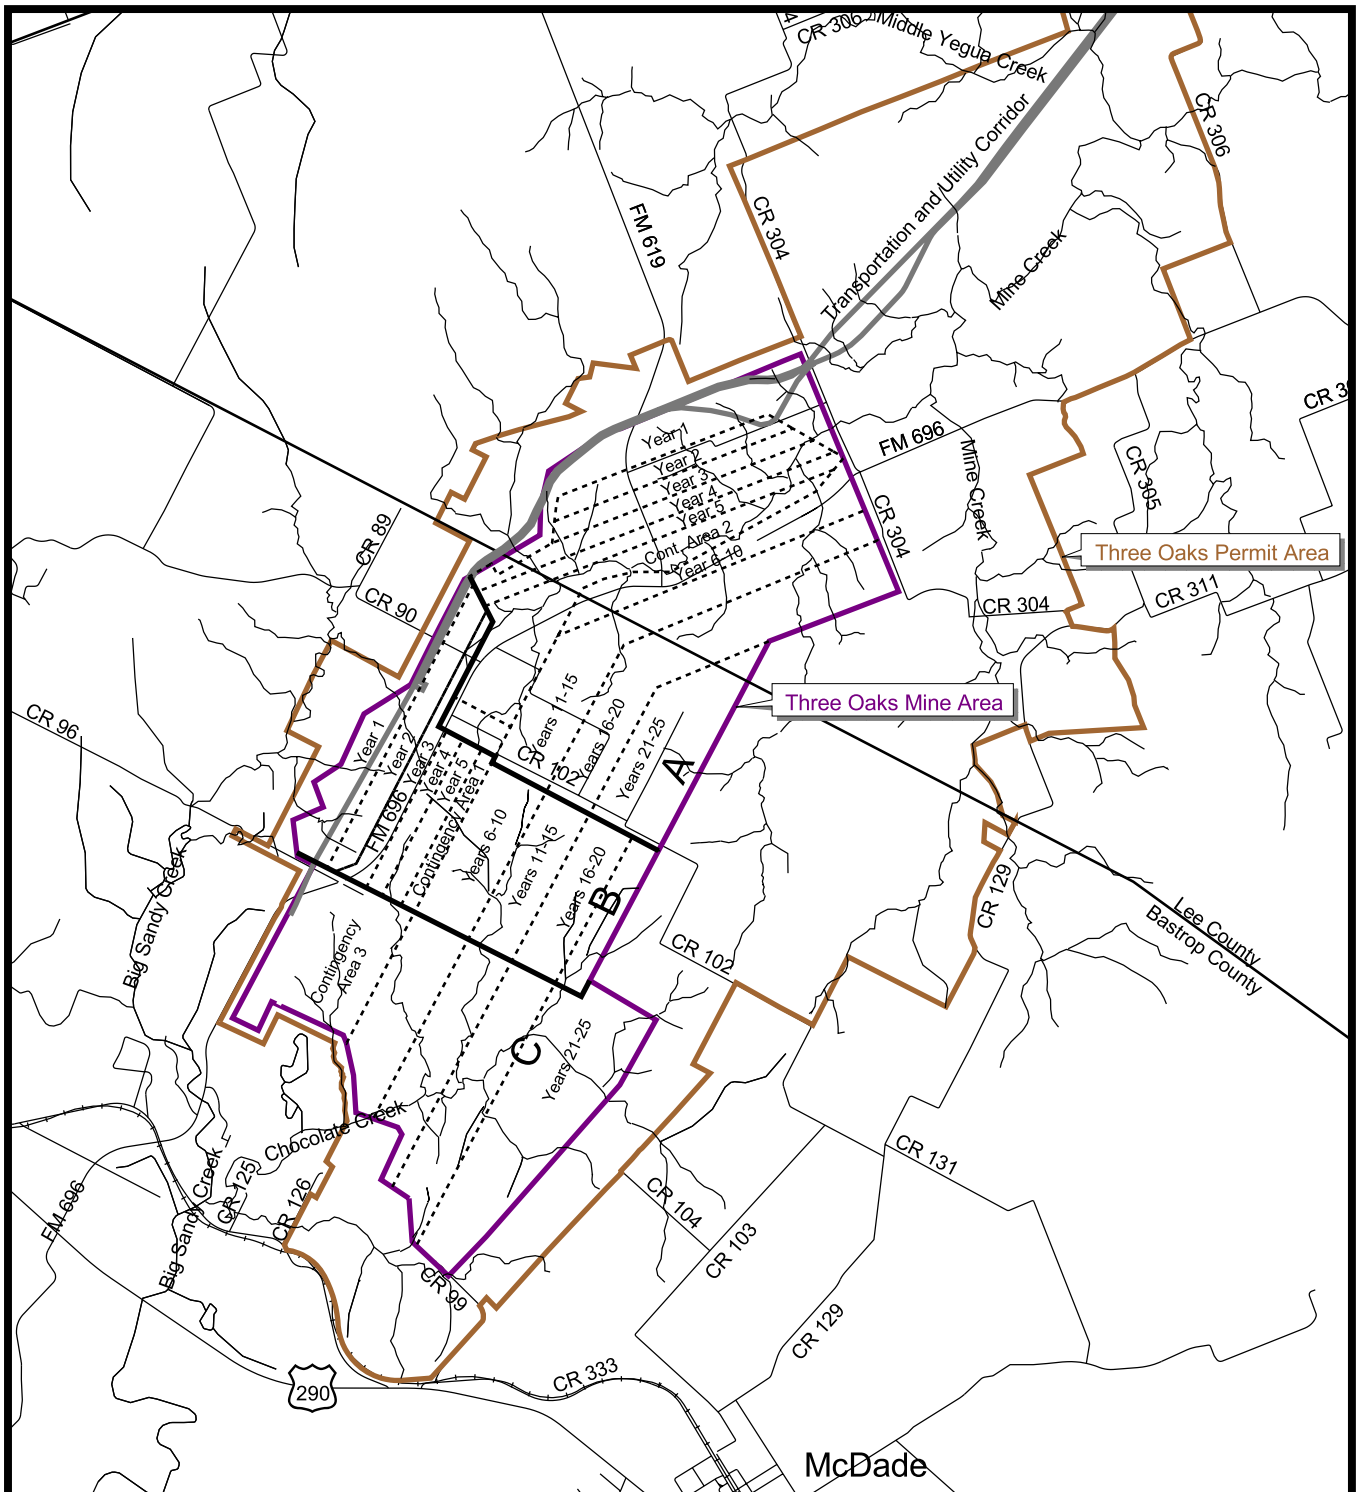 CR 306
Middle Yegua Creek
CR 306
Transportation and Utility Corridor
CR 304
FM 619
Mine Creek
CR 3
FM 696
Mine Creek
CR 305
CR 304
Year 1
Year 2
Year 3
Year 4
Year 5
Cont. Area 2
Year 6-10
CR 89
CR 90
Three Oaks Permit Area
CR 311
CR 304
Three Oaks Mine Area
CR 96
Years 11-15
Years 16-20
Years 21-25
A
CR 102
Year 1
Year 2
Year 3
Year 4
Year 5
Contingency Area 1
FM 696
Years 6-10
Years 11-15
Years 16-20
B
CR 129
Lee County
Bastrop County
CR 102
Big Sandy Creek
Contingency
Area 3
C
Years 21-25
Chocolate Creek
CR 125
CR 126
Big Sandy Creek
FM 696
CR 131
CR 104
CR 103
CR 99
CR 129
CR 333
290
McDade